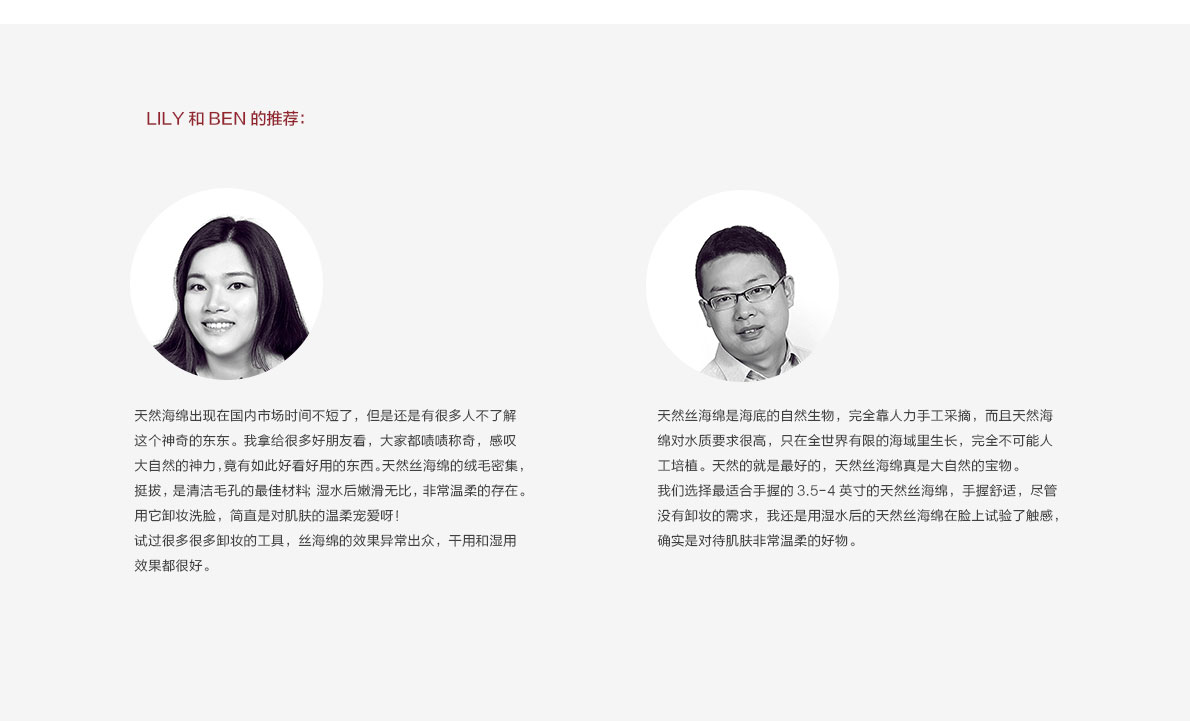 LILY 和 BEN 的推荐：
天然海绵出现在国内市场时间不短了，但是还是有很多人不了解
这个神奇的东东。我拿给很多好朋友看，大家都啧啧称奇，感叹
大自然的神力，竟有如此好看好用的东西。天然丝海绵的绒毛密集，
挺拔，是清洁毛孔的最佳材料；湿水后嫩滑无比，非常温柔的存在。
用它卸妆洗脸，简直是对肌肤的温柔宠爱呀！
试过很多很多卸妆的工具，丝海绵的效果异常出众，干用和湿用
效果都很好。
天然丝海绵是海底的自然生物，完全靠人力手工采摘，而且天然海
绵对水质要求很高，只在全世界有限的海域里生长，完全不可能人
工培植。天然的就是最好的，天然丝海绵真是大自然的宝物。
我们选择最适合手握的 3.5-4 英寸的天然丝海绵，手握舒适，尽管
没有卸妆的需求，我还是用湿水后的天然丝海绵在脸上试验了触感，
确实是对待肌肤非常温柔的好物。